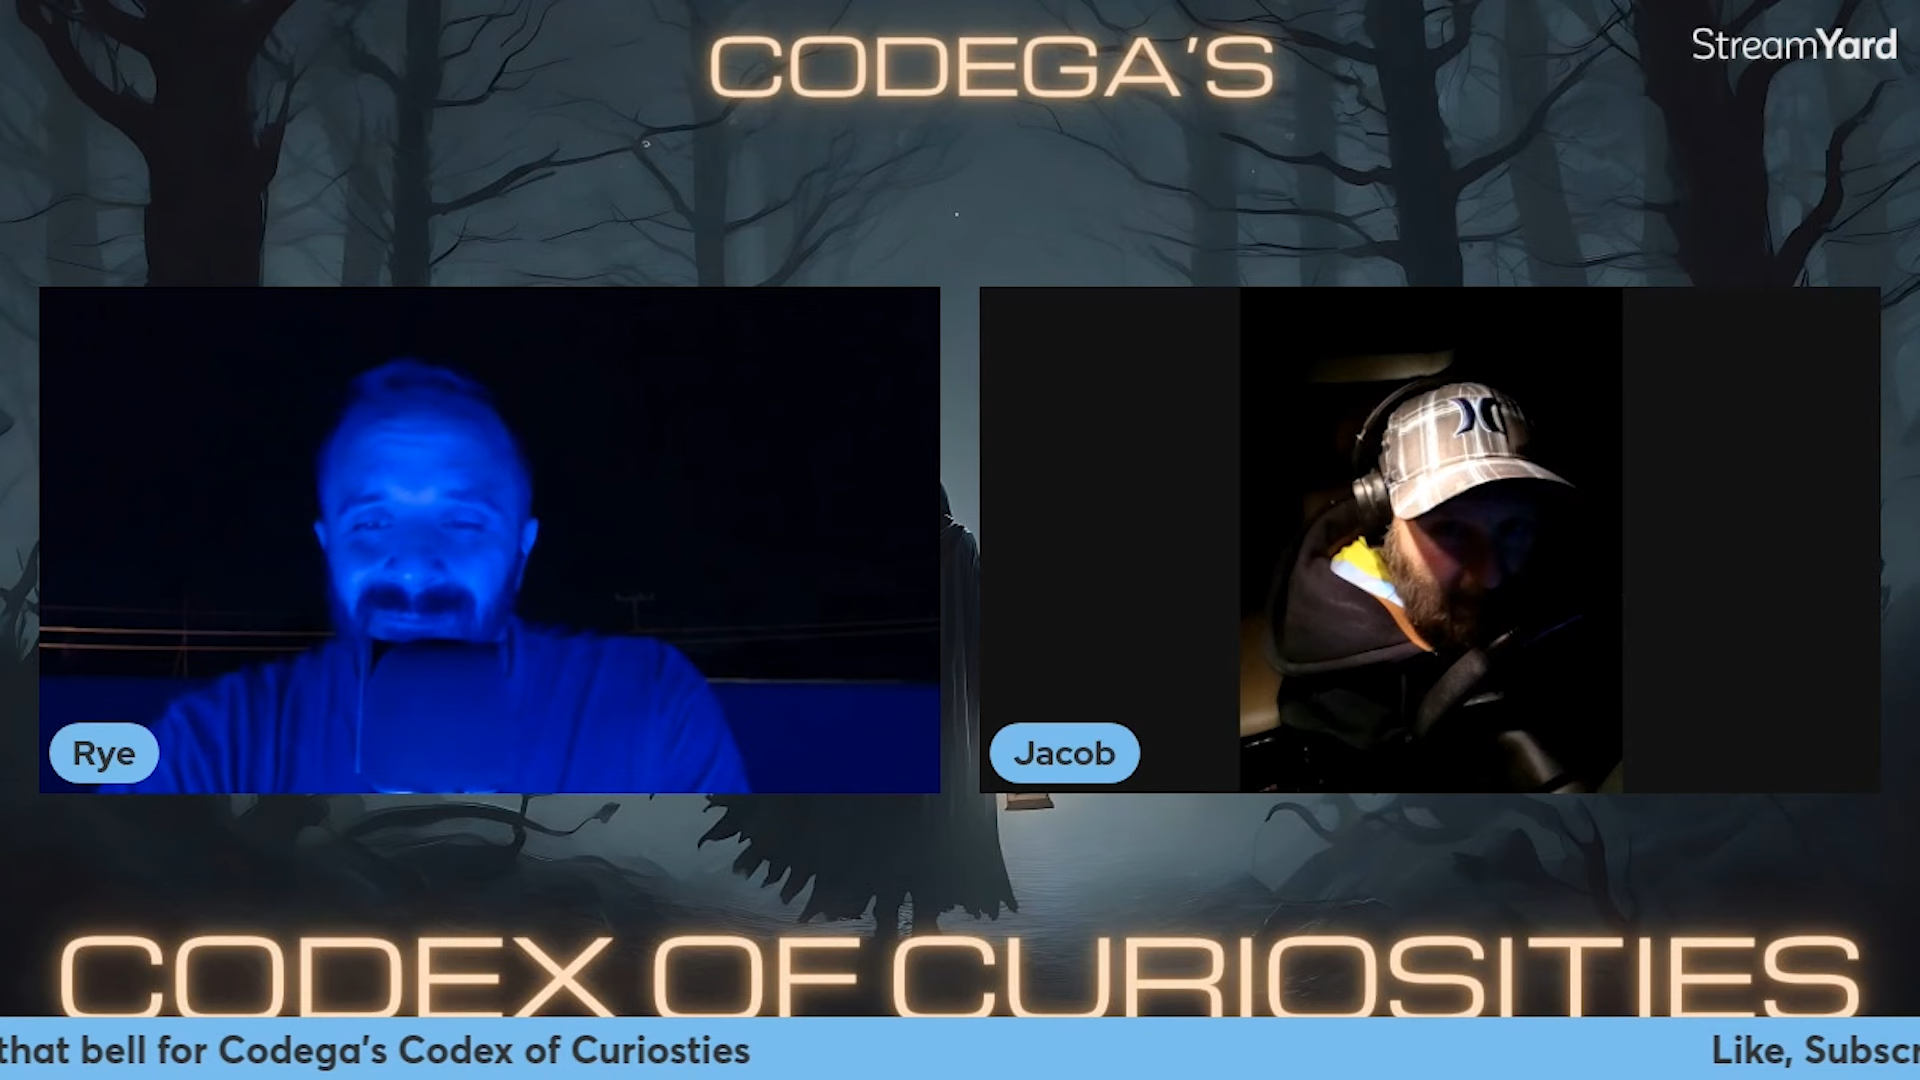 CODEGA'S
StreamYard
Rye
Jacob
CODEX OF CURIOSITIES
that bell for Codega's Codex of Curiosties
Like, Subscr